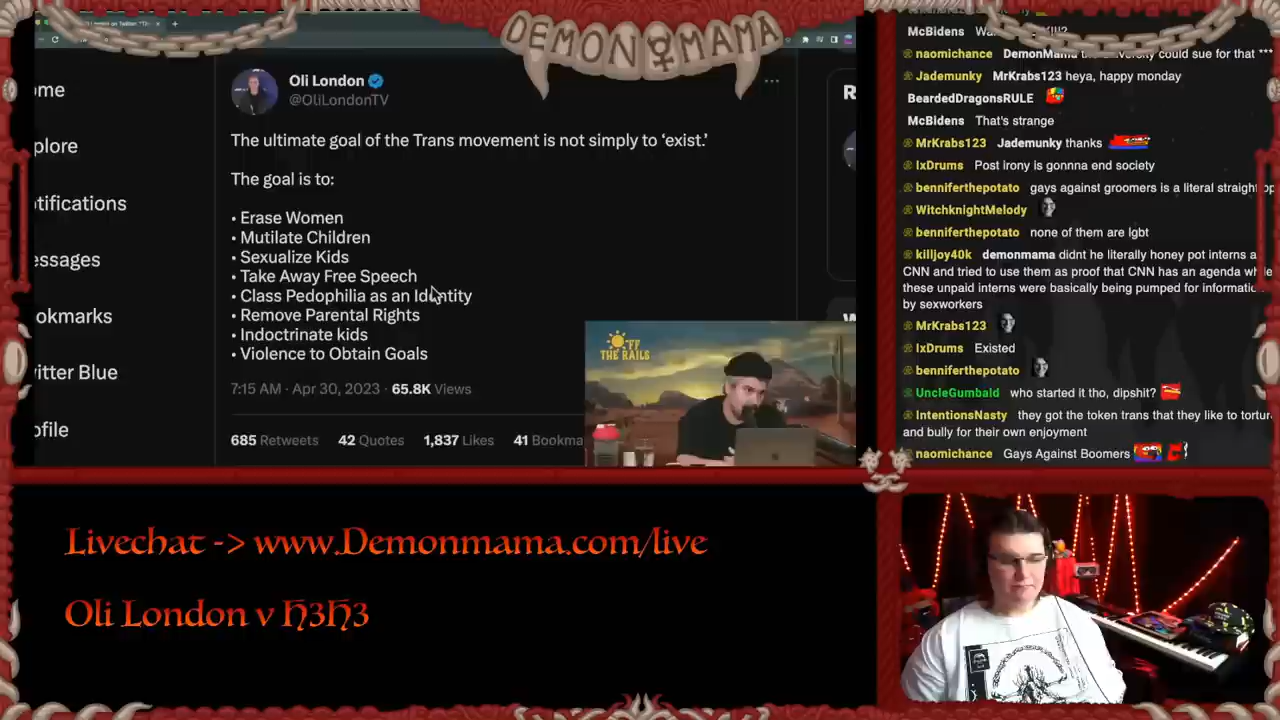 DEMON MAMA
Oli London
@OliLondonTV
The ultimate goal of the Trans movement is not simply to ‘exist.’
The goal is to:
• Erase Women
• Mutilate Children
• Sexualize Kids
• Take Away Free Speech
• Class Pedophilia as an Identity
• Remove Parental Rights
• Indoctrinate kids
• Violence to Obtain Goals
7:15 AM · Apr 30, 2023 · 65.8K Views
685 Retweets 42 Quotes 1,837 Likes 41 Bookma
ome
plore
tifications
essages
okmarks
itter Blue
ofile
R
OFF
THE RAILS
McBidens
naomichance DemonMama could sue for that ***
Jademunky MrKrabs123 heya, happy monday
BeardedDragonsRULE
McBidens That's strange
MrKrabs123 Jademunky thanks
IxDrums Post irony is gonnna end society
benniferthepotato gays against groomers is a literal straight op
WitchknightMelody
benniferthepotato none of them are lgbt
killjoy40k demonmama didnt he literally honey pot interns a
CNN and tried to use them as proof that CNN has an agenda while
these unpaid interns were basically being pumped for informatio
by sexworkers
MrKrabs123
IxDrums Existed
benniferthepotato
UncleGumbald who started it tho, dipshit?
IntentionsNasty they got the token trans that they like to tortur
and bully for their own enjoyment
naomichance Gays Against Boomers
Livechat -> www.Demonmama.com/live
Oli London v H3H3